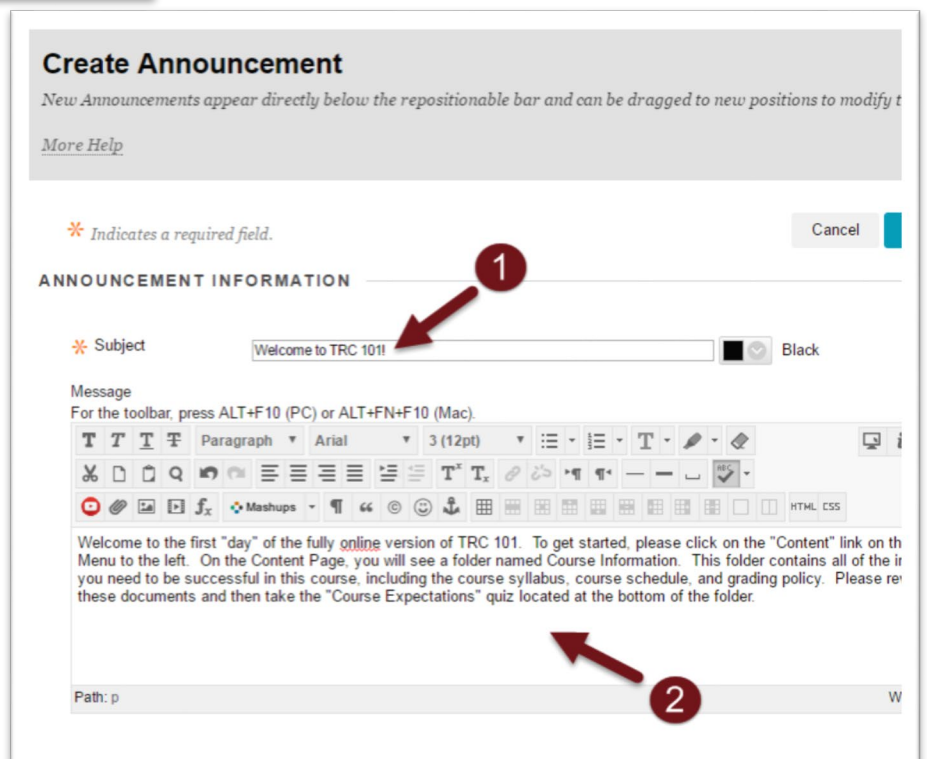 Create Announcement
New Announcements appear directly below the repositionable bar and can be dragged to new positions to modify t
More Help
Indicates a required field.
Cancel
ANNOUNCEMENT INFORMATION
1
Subject
Welcome to TRC 101!
Black
Message
For the toolbar, press ALT+F10 (PC) or ALT+FN+F10 (Mac).
T T T T Paragraph Arial 3 (12pt) T
Tx Tx ABC
fx Mashups HTML CSS
Welcome to the first "day" of the fully online version of TRC 101. To get started, please click on the "Content" link on th
Menu to the left. On the Content Page, you will see a folder named Course Information. This folder contains all of the in
you need to be successful in this course, including the course syllabus, course schedule, and grading policy. Please re
these documents and then take the "Course Expectations" quiz located at the bottom of the folder.
2
Path: p
W